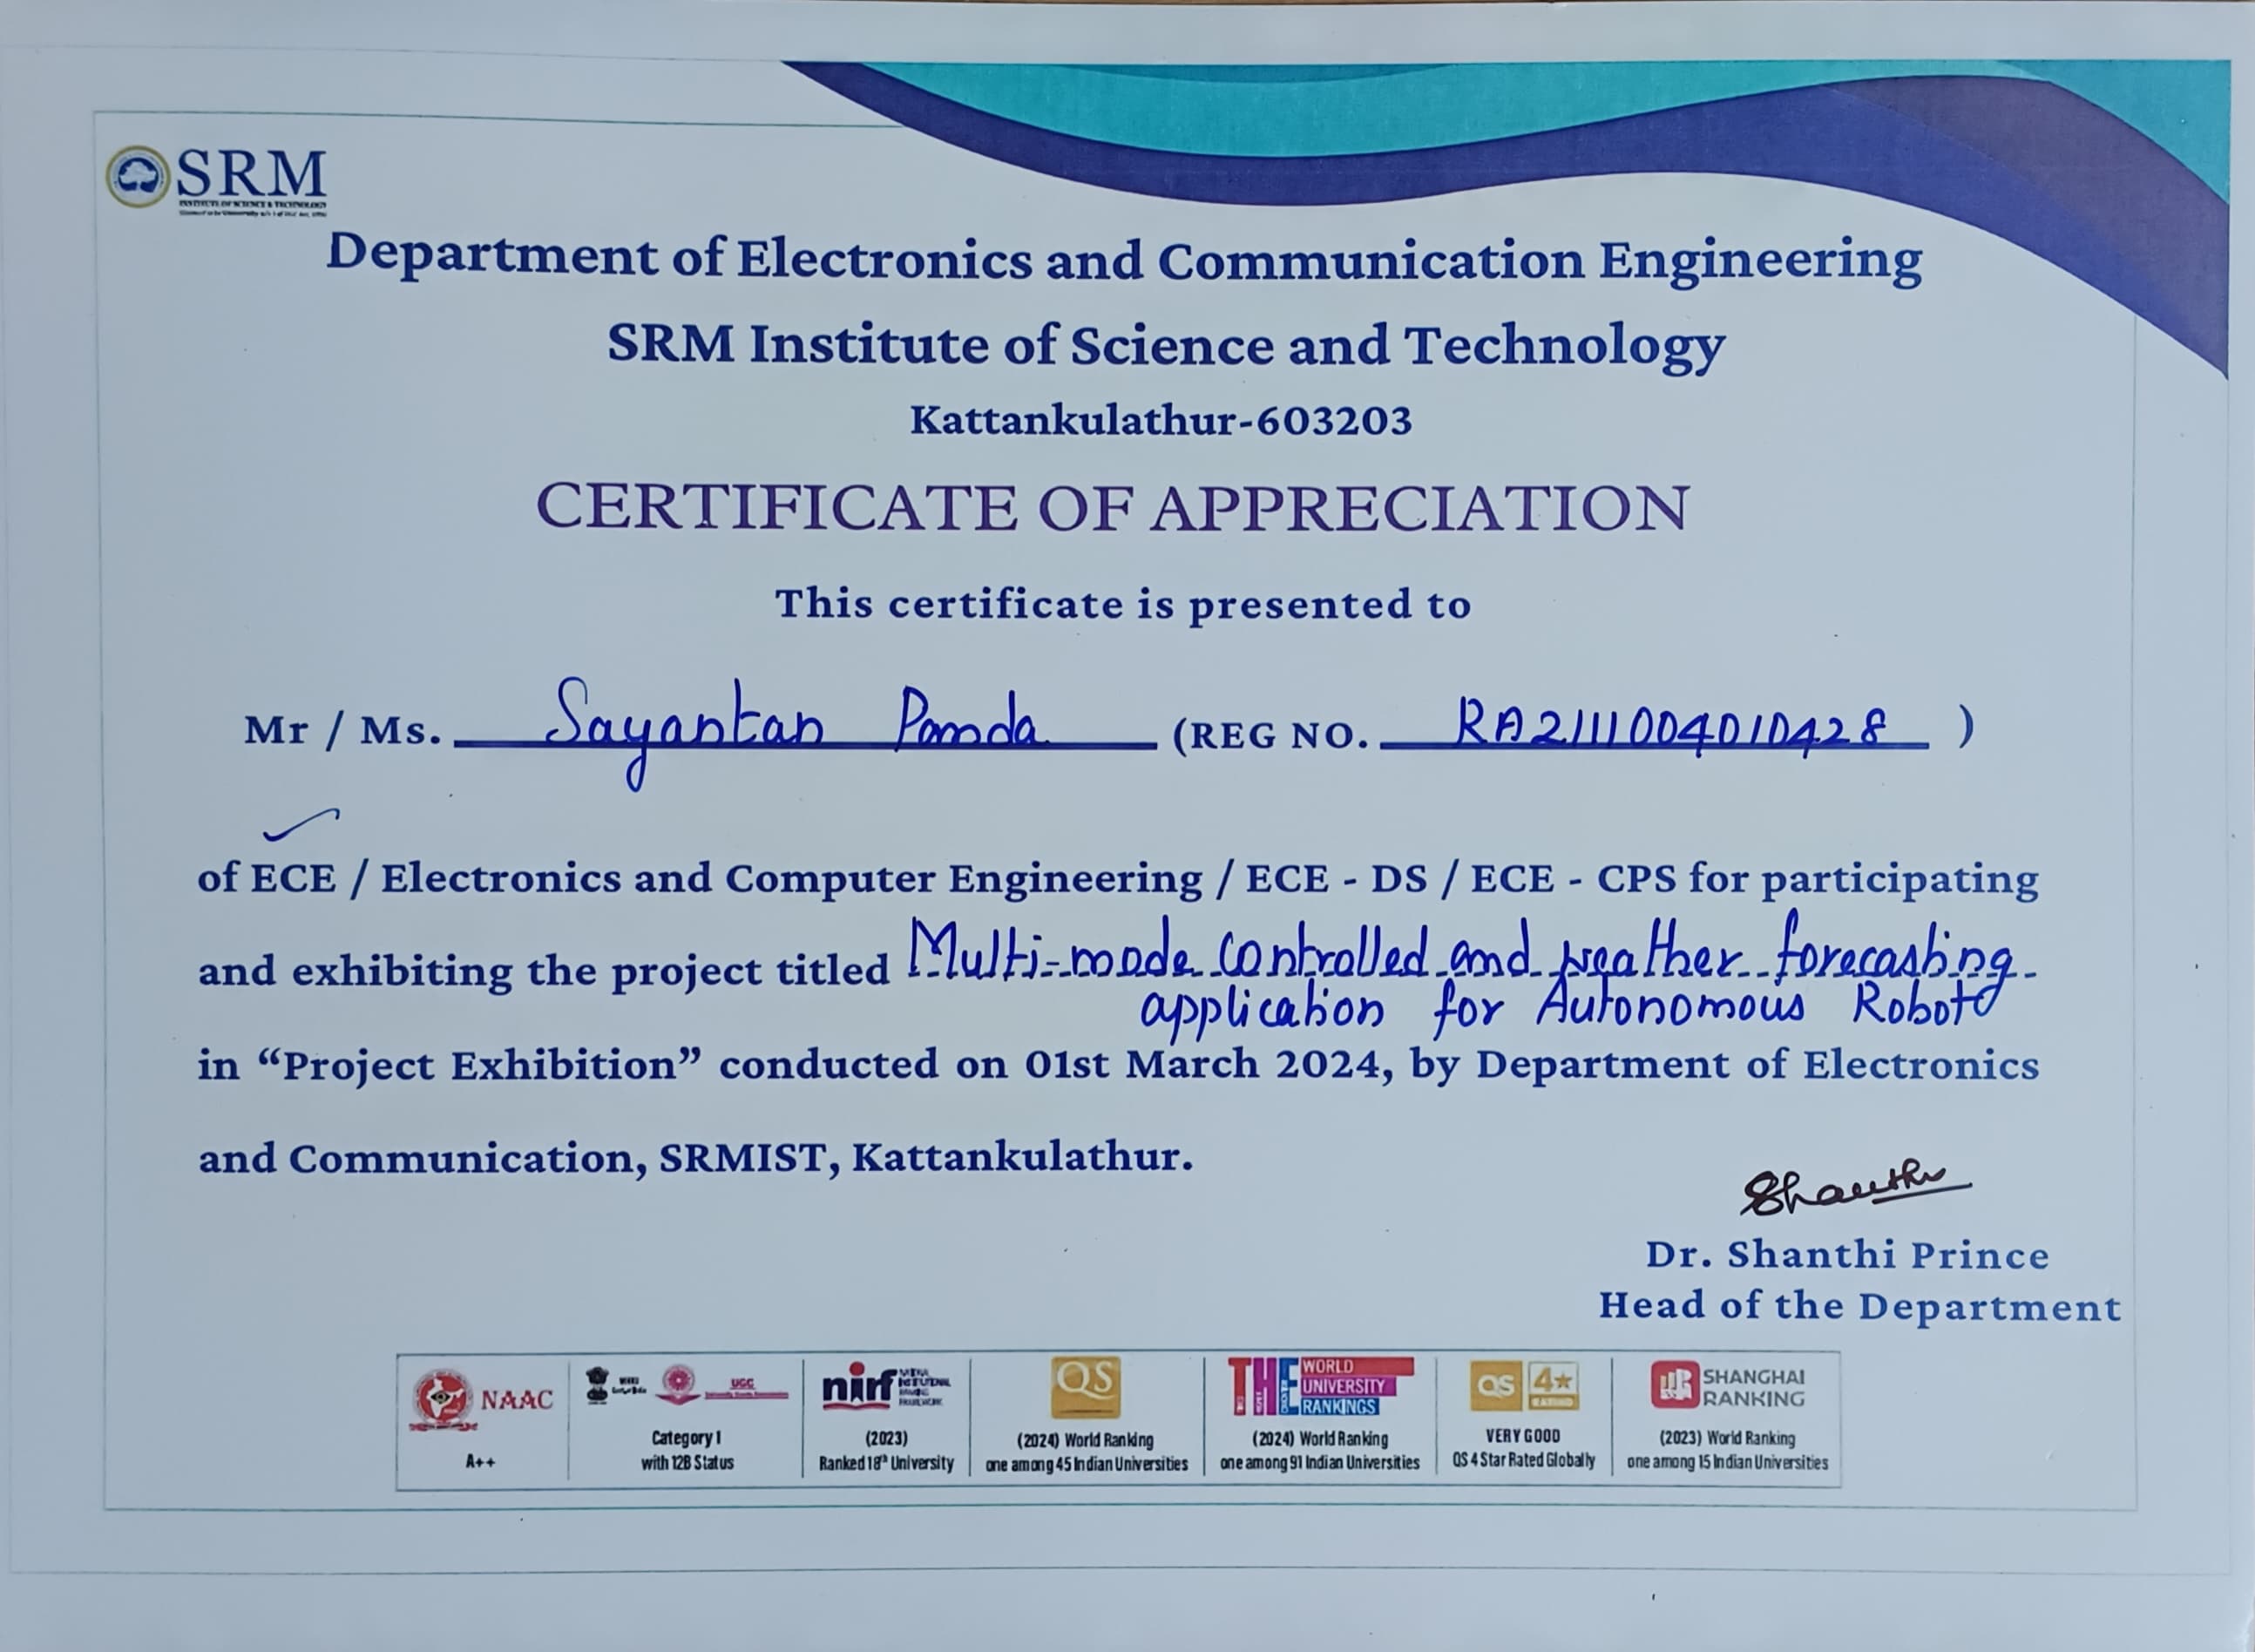 SRM
INSTITUTE OF SCIENCE & TECHNOLOGY
Department of Electronics and Communication Engineering
SRM Institute of Science and Technology
Kattankulathur-603203
CERTIFICATE OF APPRECIATION
This certificate is presented to
Mr / Ms. Sayantan Panda (REG NO. RA2111004010428 )
of ECE / Electronics and Computer Engineering / ECE - DS / ECE - CPS for participating
and exhibiting the project titled Multi-mode controlled and weather forecasting
application for Autonomous Robot
in “Project Exhibition” conducted on 01st March 2024, by Department of Electronics
and Communication, SRMIST, Kattankulathur.
Dr. Shanthi Prince
Head of the Department
NAAC
A++
UGC
Category I
with 12B Status
nirf
(2023)
Ranked 18th University
QS
(2024) World Ranking
one among 45 Indian Universities
THE WORLD
UNIVERSITY
RANKINGS
(2024) World Ranking
one among 91 Indian Universities
QS 4★
VERY GOOD
QS 4 Star Rated Globally
SHANGHAI
RANKING
(2023) World Ranking
one among 15 Indian Universities